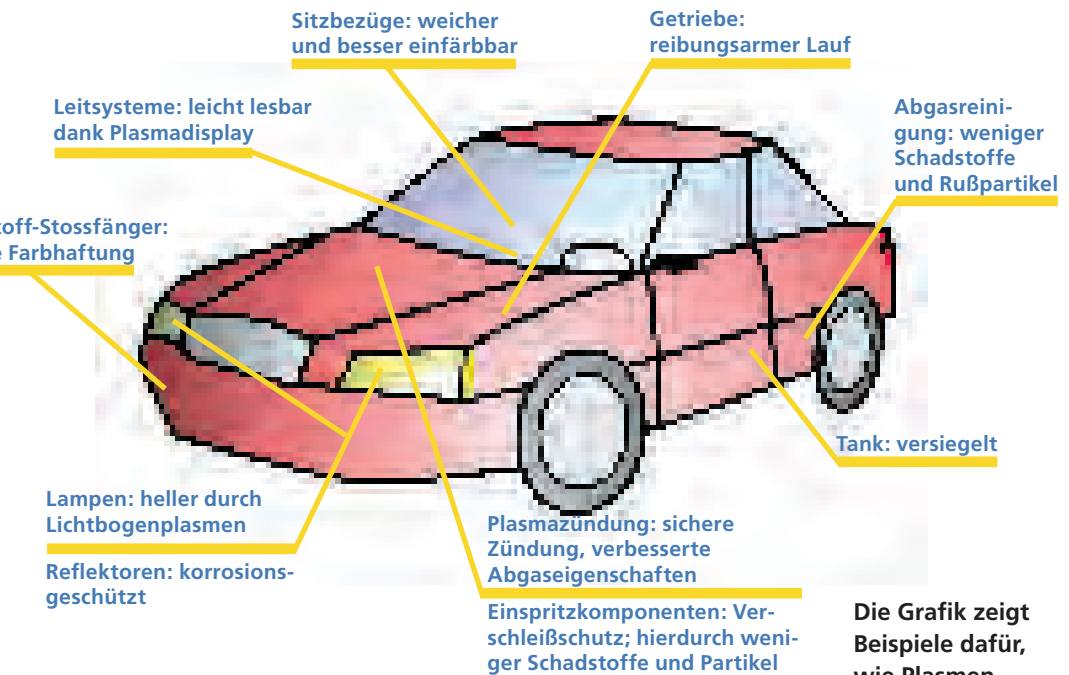 Sitzbezüge: weicher
und besser einfärbbar
Getriebe:
reibungsarmer Lauf
Leitsysteme: leicht lesbar
dank Plasmadisplay
Abgasreini-
gung: weniger
Schadstoffe
und Rußpartikel
toff-Stossfänger:
Farbhaftung
Tank: versiegelt
Lampen: heller durch
Lichtbogenplasmen
Reflektoren: korrosions-
geschützt
Plasmazündung: sichere
Zündung, verbesserte
Abgaseigenschaften
Einspritzkomponenten: Ver-
schleißschutz; hierdurch weni-
ger Schadstoffe und Partikel
Die Grafik zeigt
Beispiele dafür,
wie Plasmen